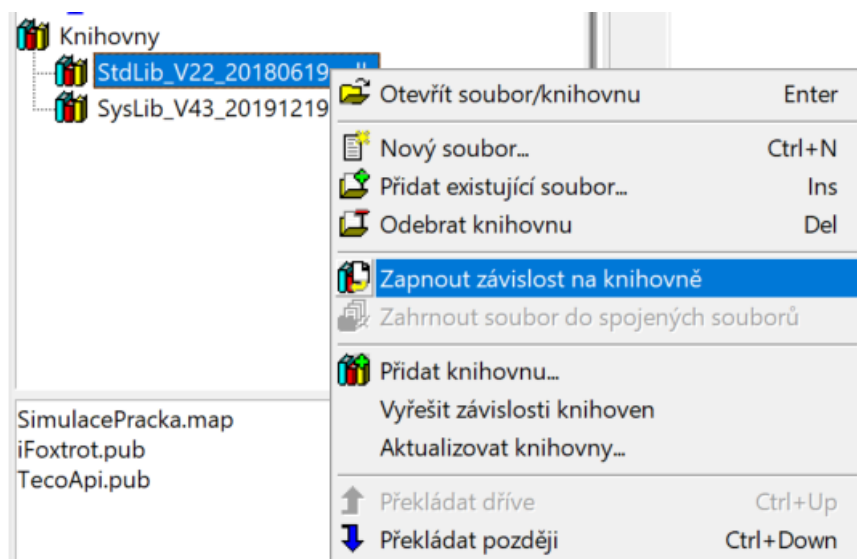 Knihovny
StdLib_V22_20180619
SysLib_V43_20191219
Otevřít soubor/knihovnu Enter
Nový soubor... Ctrl+N
Přidat existující soubor... Ins
Odebrat knihovnu Del
Zapnout závislost na knihovně
Zahrnout soubor do spojených souborů
Přidat knihovnu...
Vyřešit závislosti knihoven
Aktualizovat knihovny...
Překládat dříve Ctrl+Up
Překládat později Ctrl+Down
SimulacePracka.map
iFoxtrot.pub
TecoApi.pub